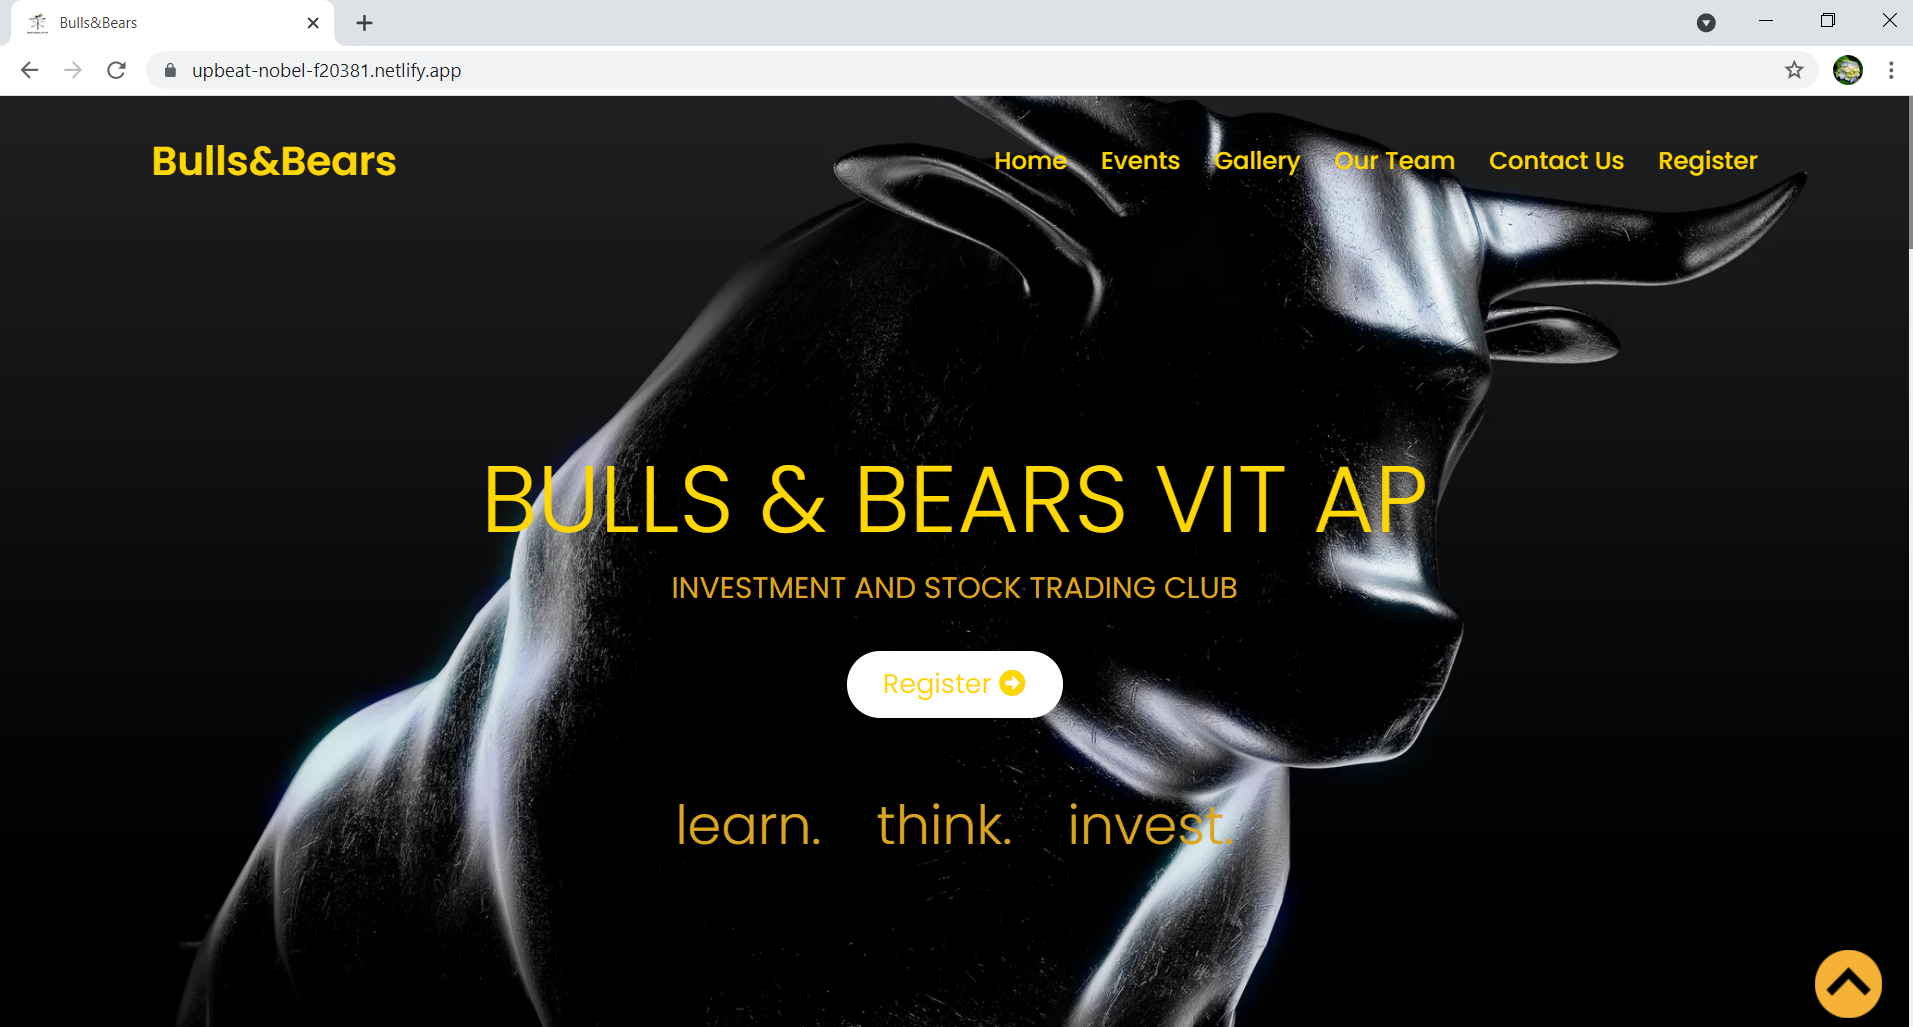 Bulls&Bears
upbeat-nobel-f20381.netlify.app
Bulls&Bears
Home Events Gallery Our Team Contact Us Register
BULLS & BEARS VIT AP
INVESTMENT AND STOCK TRADING CLUB
Register
learn. think. invest.